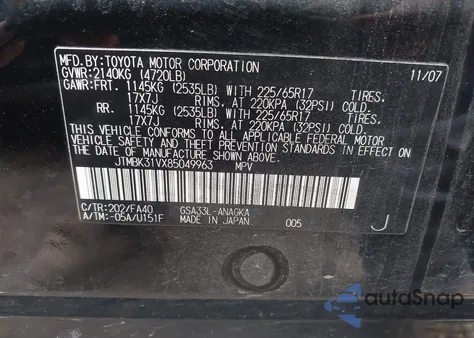 MFD.BY:TOYOTA MOTOR CORPORATION 11/07
GVWR:2140KG (4720LB)
GAWR:FRT. 1145KG (2535LB) WITH 225/65R17 TIRES.
17X7J RIMS. AT 220KPA (32PSI) COLD.
RR. 1145KG (2535LB) WITH 225/65R17 TIRES.
17X7J RIMS. AT 220KPA (32PSI) COLD.
THIS VEHICLE CONFORMS TO ALL APPLICABLE FEDERAL MOTOR
VEHICLE SAFETY STANDARDS IN EFFECT ON THE
DATE OF MANUFACTURE SHOWN ABOVE.
JTMBK31VX85049963 MPV
C/TR:202/FA40 GSA33L-ANAGKA
A/TM:-05A/U151F MADE IN JAPAN 005 J
autoSnap